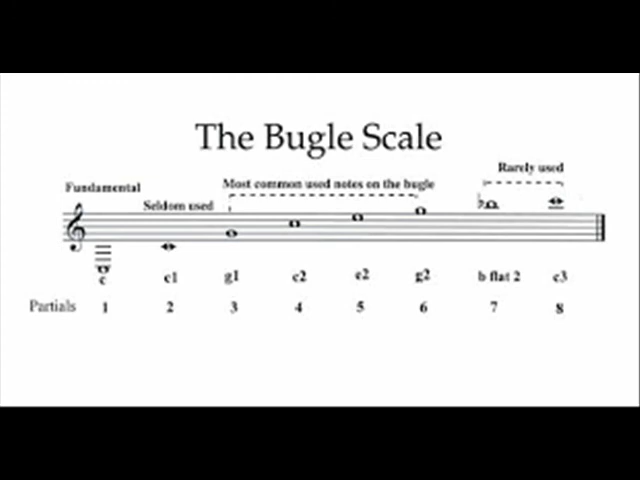 The Bugle Scale
Rarely used
Fundamental
Most common used notes on the bugle
Seldom used
c c1 g1 c2 e2 g2 b flat 2 c3
Partials 1 2 3 4 5 6 7 8